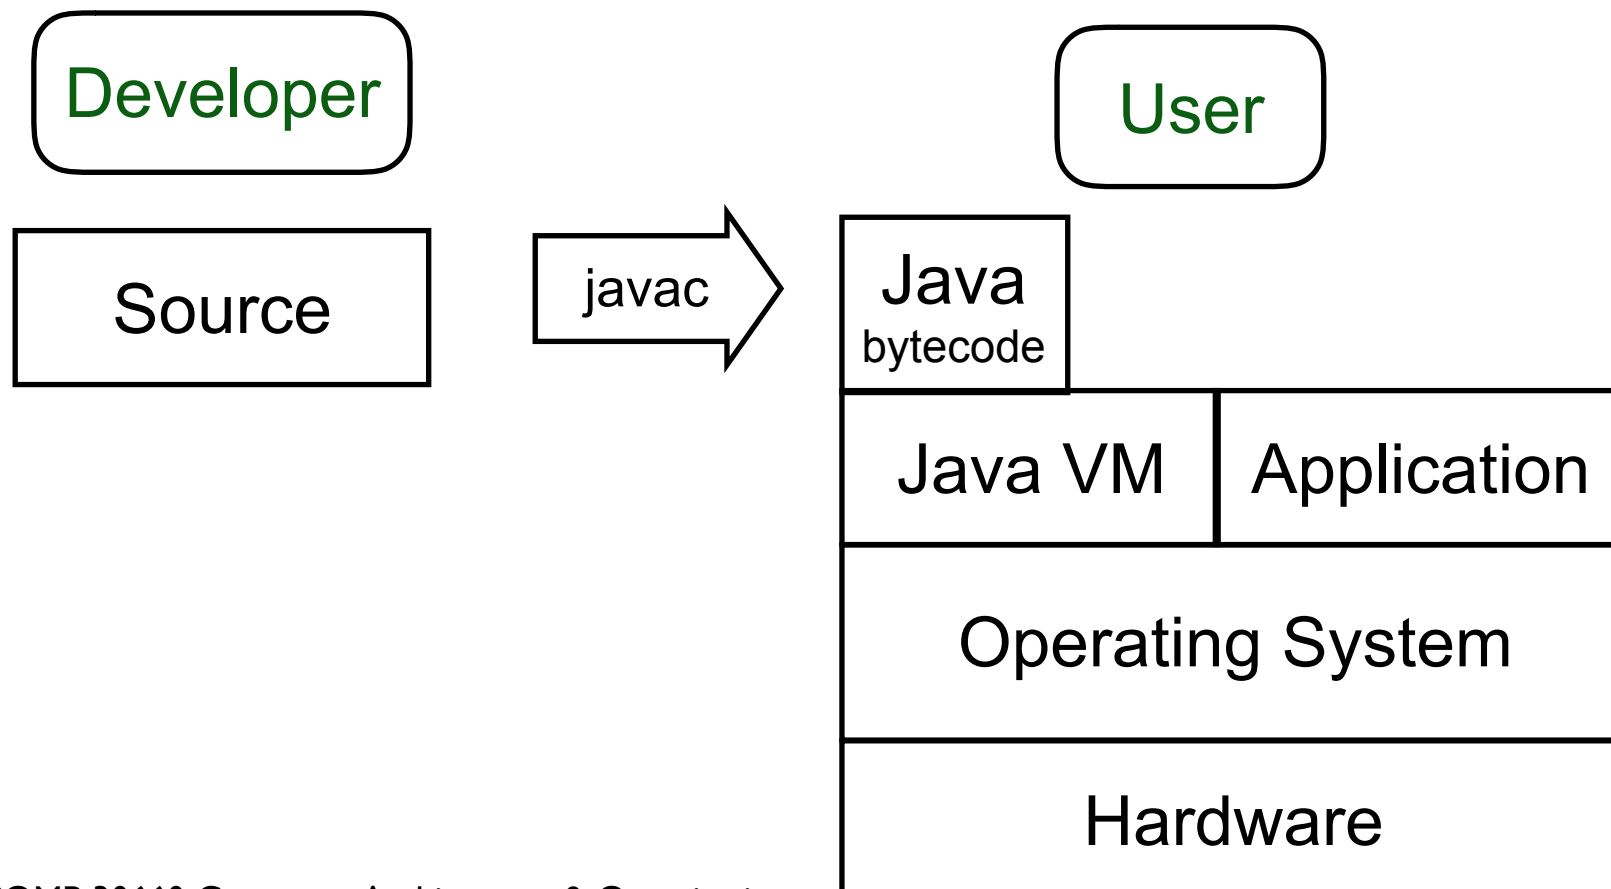 Developer
User
Source
javac
Java
bytecode
Java VM
Application
Operating System
Hardware